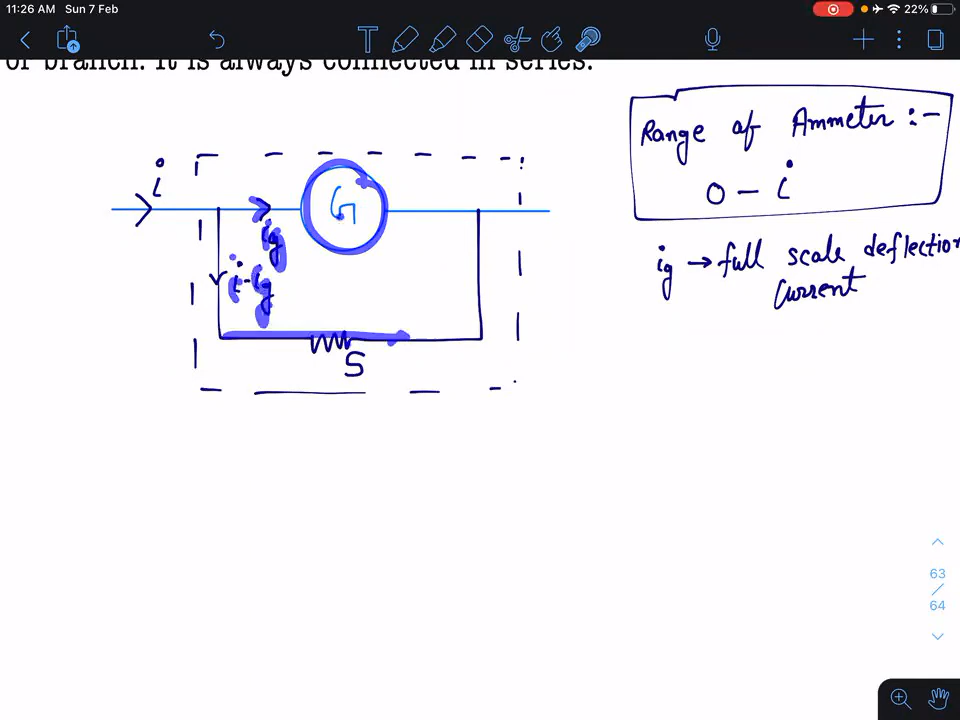 11:26 AM Sun 7 Feb
22%
or branch. It is always connected in series.
Range of Ammeter :-
0 - i
ig → full scale deflection
Current
i
G
ig
i-ig
S
63
/
64